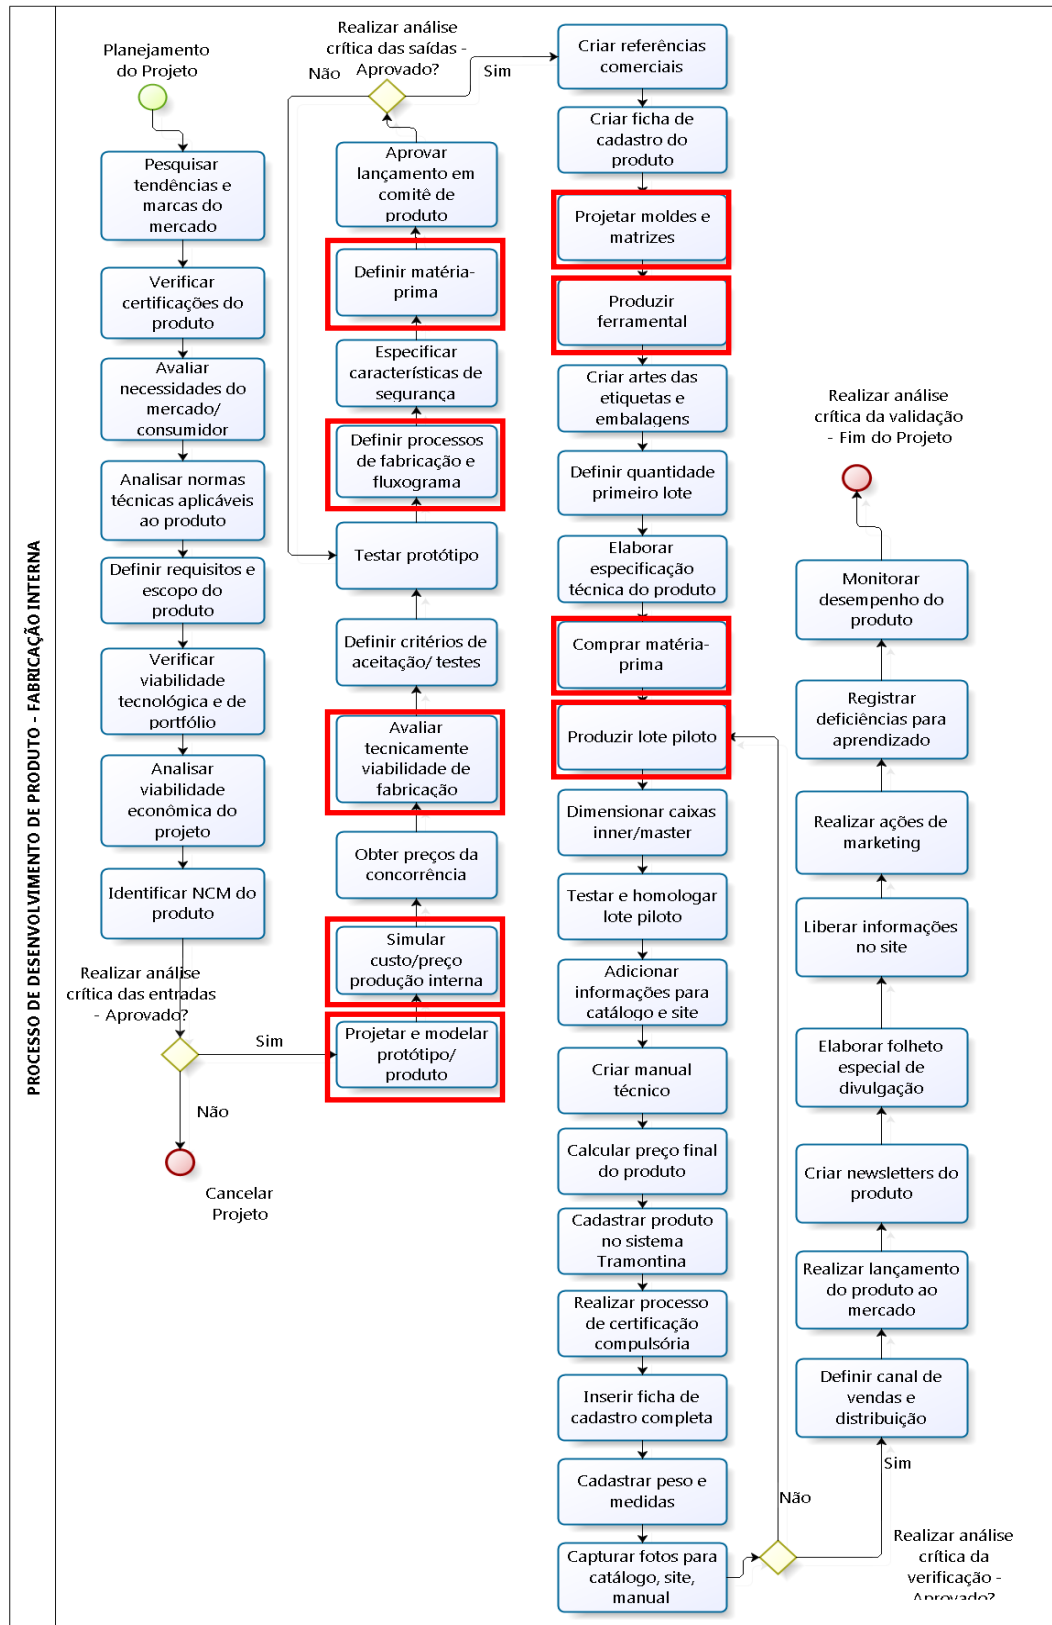 PROCESSO DE DESENVOLVIMENTO DE PRODUTO - FABRICAÇÃO INTERNA
Planejamento
do Projeto
Pesquisar
tendências e
marcas do
mercado
Verificar
certificações do
produto
Avaliar
necessidades do
mercado/
consumidor
Analisar normas
técnicas aplicáveis
ao produto
Definir requisitos e
escopo do
produto
Verificar
viabilidade
tecnológica e de
portfólio
Analisar
viabilidade
econômica do
projeto
Identificar NCM do
produto
Realizar análise
crítica das entradas
- Aprovado?
Sim
Não
Cancelar
Projeto
Projetar e modelar
protótipo/
produto
Simular
custo/preço
produção interna
Obter preços da
concorrência
Avaliar
tecnicamente
viabilidade de
fabricação
Definir critérios de
aceitação/ testes
Testar protótipo
Definir processos
de fabricação e
fluxograma
Especificar
características de
segurança
Definir matéria-
prima
Aprovar
lançamento em
comitê de
produto
Realizar análise
crítica das saídas -
Aprovado?
Não
Sim
Criar referências
comerciais
Criar ficha de
cadastro do
produto
Projetar moldes e
matrizes
Produzir
ferramental
Criar artes das
etiquetas e
embalagens
Definir quantidade
primeiro lote
Elaborar
especificação
técnica do produto
Comprar matéria-
prima
Produzir lote piloto
Dimensionar caixas
inner/master
Testar e homologar
lote piloto
Adicionar
informações para
catálogo e site
Criar manual
técnico
Calcular preço final
do produto
Cadastrar produto
no sistema
Tramontina
Realizar processo
de certificação
compulsória
Inserir ficha de
cadastro completa
Cadastrar peso e
medidas
Capturar fotos para
catálogo, site,
manual
Realizar análise
crítica da
verificação -
Aprovado?
Não
Sim
Definir canal de
vendas e
distribuição
Realizar lançamento
do produto ao
mercado
Criar newsletters do
produto
Elaborar folheto
especial de
divulgação
Liberar informações
no site
Realizar ações de
marketing
Registrar
deficiências para
aprendizado
Monitorar
desempenho do
produto
Realizar análise
crítica da validação
- Fim do Projeto